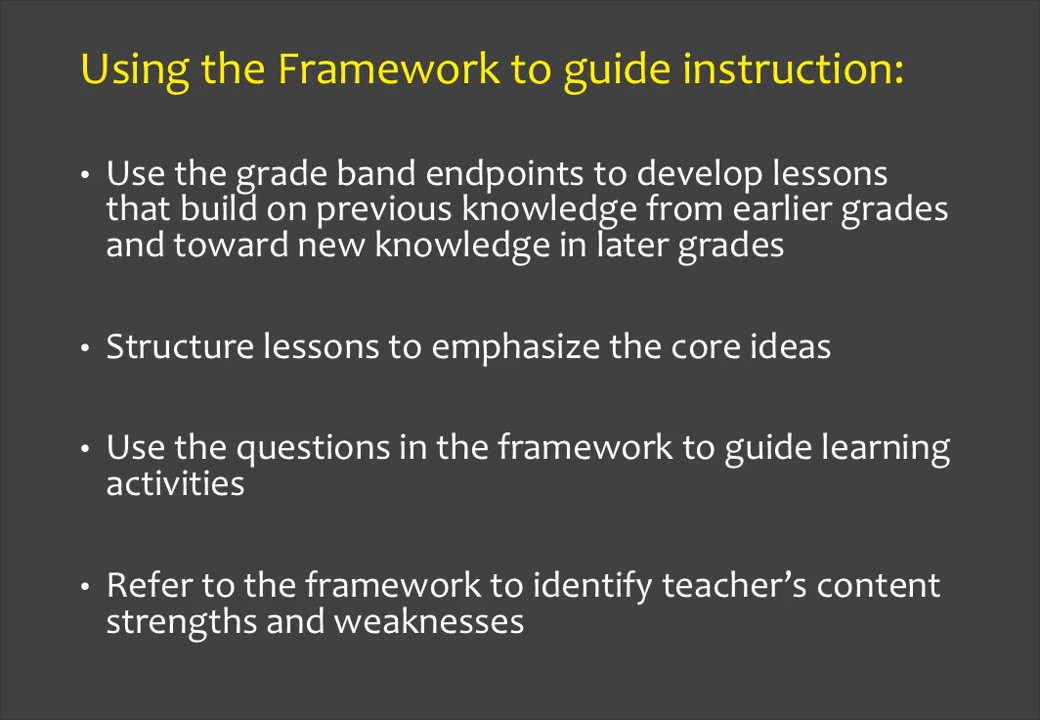 Using the Framework to guide instruction:
• Use the grade band endpoints to develop lessons
that build on previous knowledge from earlier grades
and toward new knowledge in later grades
• Structure lessons to emphasize the core ideas
• Use the questions in the framework to guide learning
activities
• Refer to the framework to identify teacher’s content
strengths and weaknesses